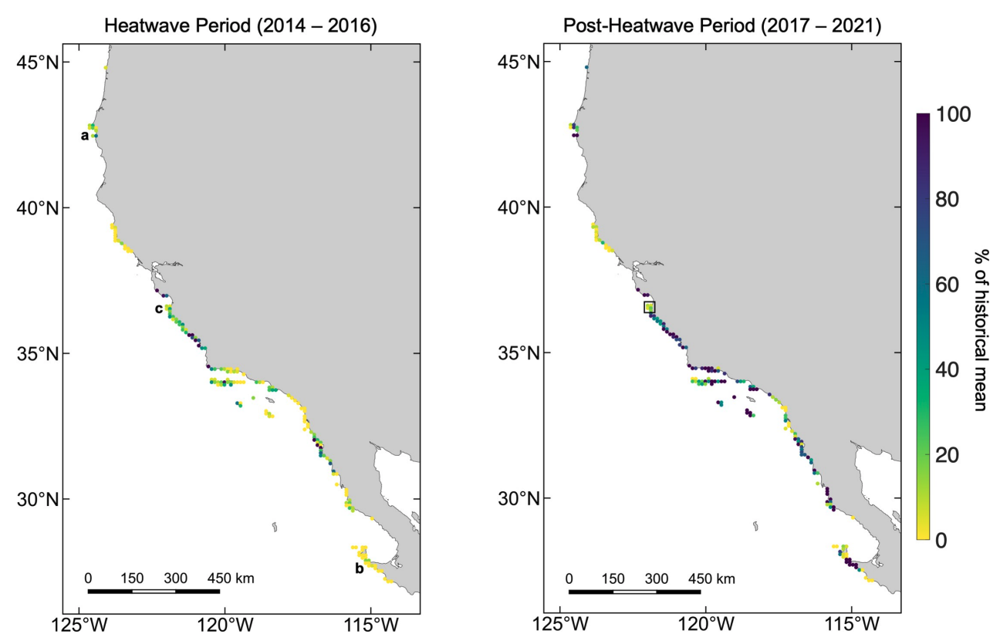 Heatwave Period (2014 – 2016)
Post-Heatwave Period (2017 – 2021)
45°N
40°N
35°N
30°N
a
c
b
0 150 300 450 km
125°W 120°W 115°W
45°N
40°N
35°N
30°N
0 150 300 450 km
125°W 120°W 115°W
100
80
60
40
20
0
% of historical mean